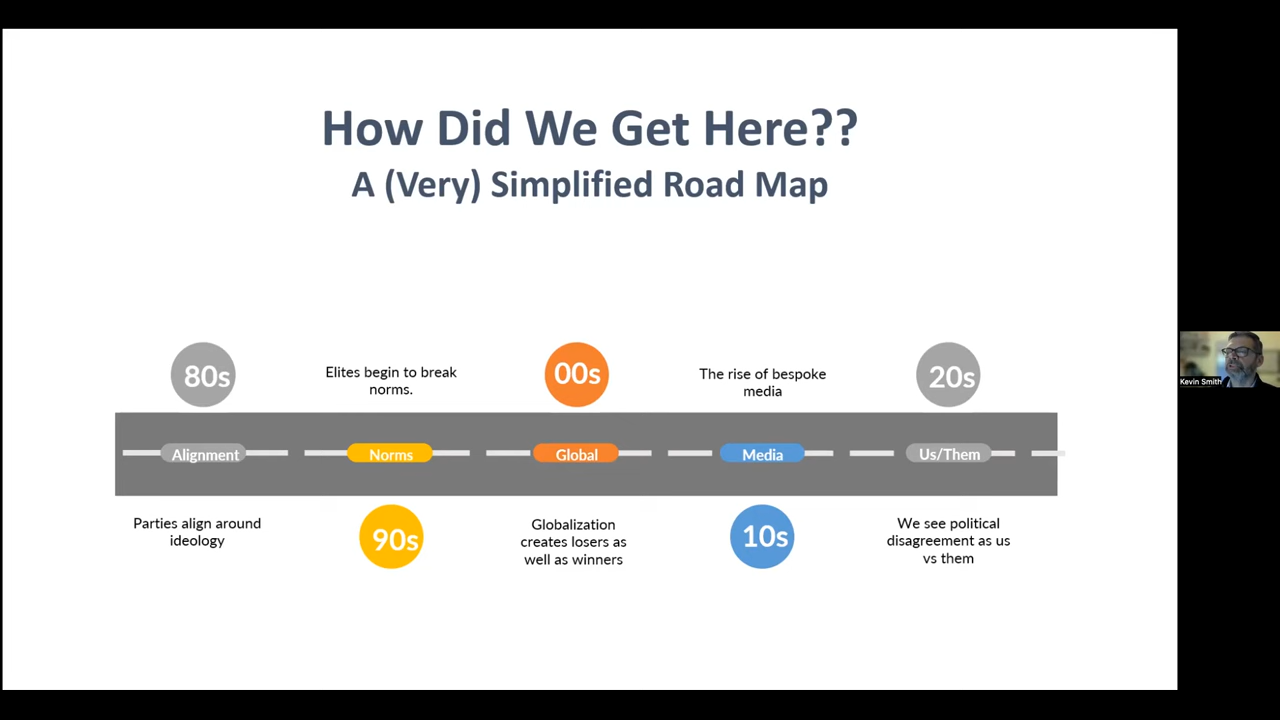 How Did We Get Here??
A (Very) Simplified Road Map
80s
Elites begin to break
norms.
00s
The rise of bespoke
media
20s
Alignment
Norms
Global
Media
Us/Them
Parties align around
ideology
90s
Globalization
creates losers as
well as winners
10s
We see political
disagreement as us
vs them
Kevin Smith